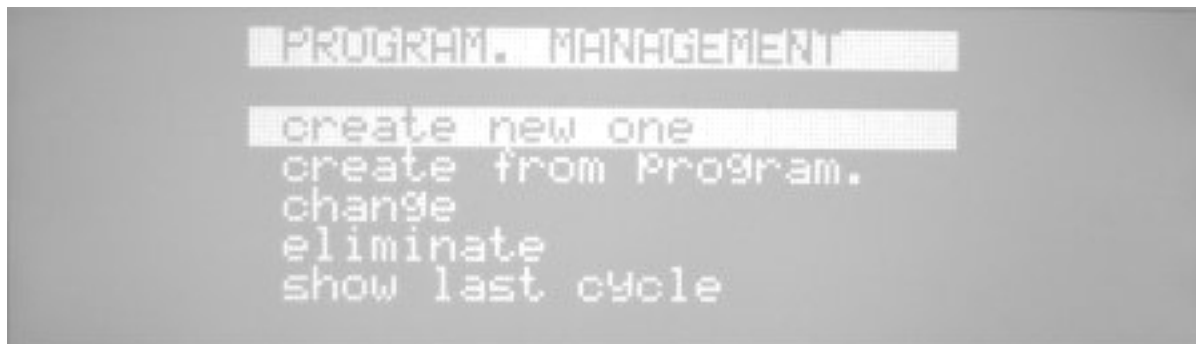 PROGRAM. MANAGEMENT
create new one
create from Program.
change
eliminate
show last cycle